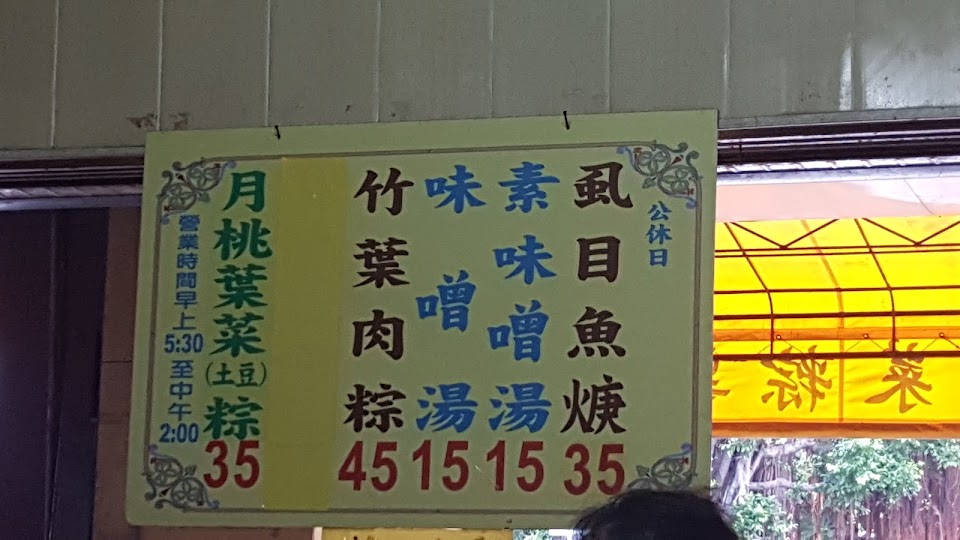 公休日
虱目魚焿
35
素味噌湯
15
味噌湯
15
竹葉肉粽
45
月桃葉菜(土豆)粽
35
營業時間早上5:30至中午2:00
菜粽